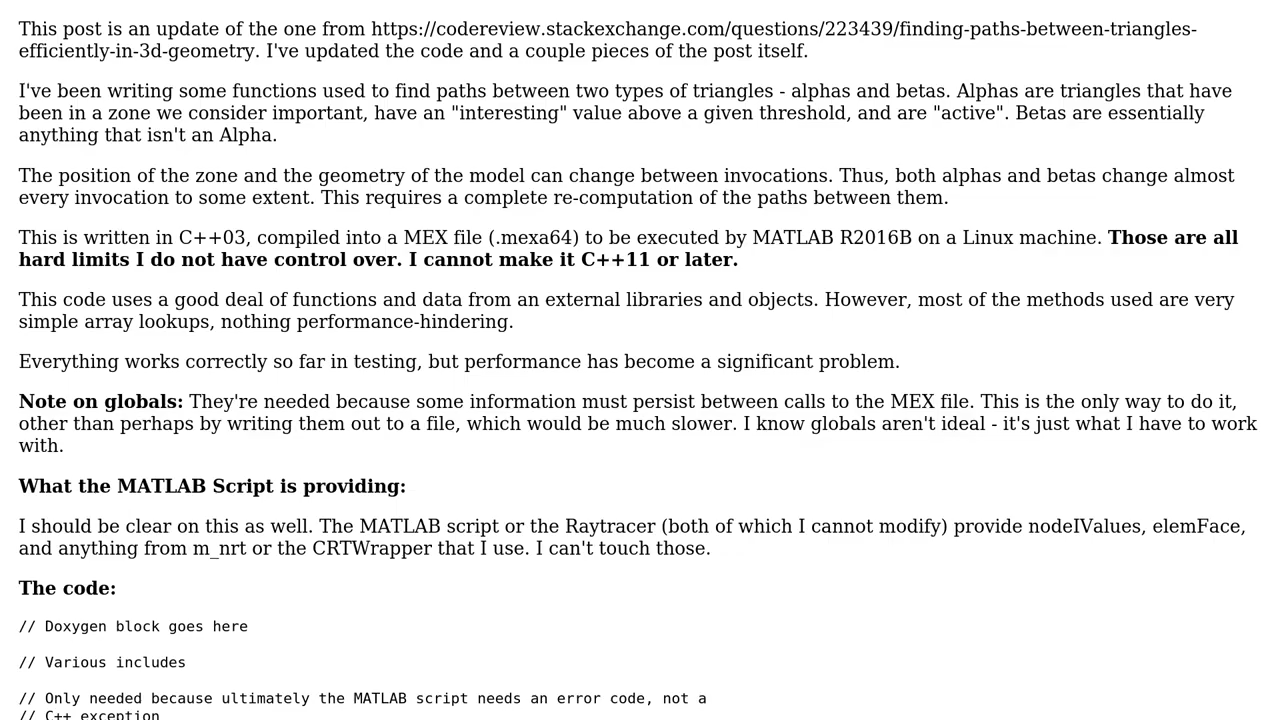 This post is an update of the one from https://codereview.stackexchange.com/questions/223439/finding-paths-between-triangles-
efficiently-in-3d-geometry. I've updated the code and a couple pieces of the post itself.
I've been writing some functions used to find paths between two types of triangles - alphas and betas. Alphas are triangles that have
been in a zone we consider important, have an "interesting" value above a given threshold, and are "active". Betas are essentially
anything that isn't an Alpha.
The position of the zone and the geometry of the model can change between invocations. Thus, both alphas and betas change almost
every invocation to some extent. This requires a complete re-computation of the paths between them.
This is written in C++03, compiled into a MEX file (.mexa64) to be executed by MATLAB R2016B on a Linux machine. Those are all
hard limits I do not have control over. I cannot make it C++11 or later.
This code uses a good deal of functions and data from an external libraries and objects. However, most of the methods used are very
simple array lookups, nothing performance-hindering.
Everything works correctly so far in testing, but performance has become a significant problem.
Note on globals: They're needed because some information must persist between calls to the MEX file. This is the only way to do it,
other than perhaps by writing them out to a file, which would be much slower. I know globals aren't ideal - it's just what I have to work
with.
What the MATLAB Script is providing:
I should be clear on this as well. The MATLAB script or the Raytracer (both of which I cannot modify) provide nodeIValues, elemFace,
and anything from m_nrt or the CRTWrapper that I use. I can't touch those.
The code:
// Doxygen block goes here
// Various includes
// Only needed because ultimately the MATLAB script needs an error code, not a
// C++ exception